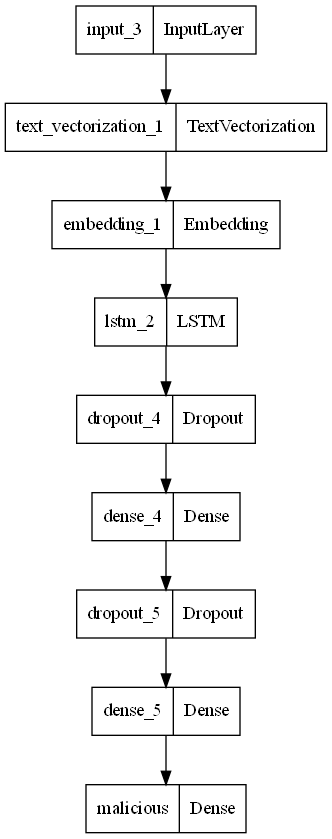 input_3 InputLayer
text_vectorization_1 TextVectorization
embedding_1 Embedding
lstm_2 LSTM
dropout_4 Dropout
dense_4 Dense
dropout_5 Dropout
dense_5 Dense
malicious Dense